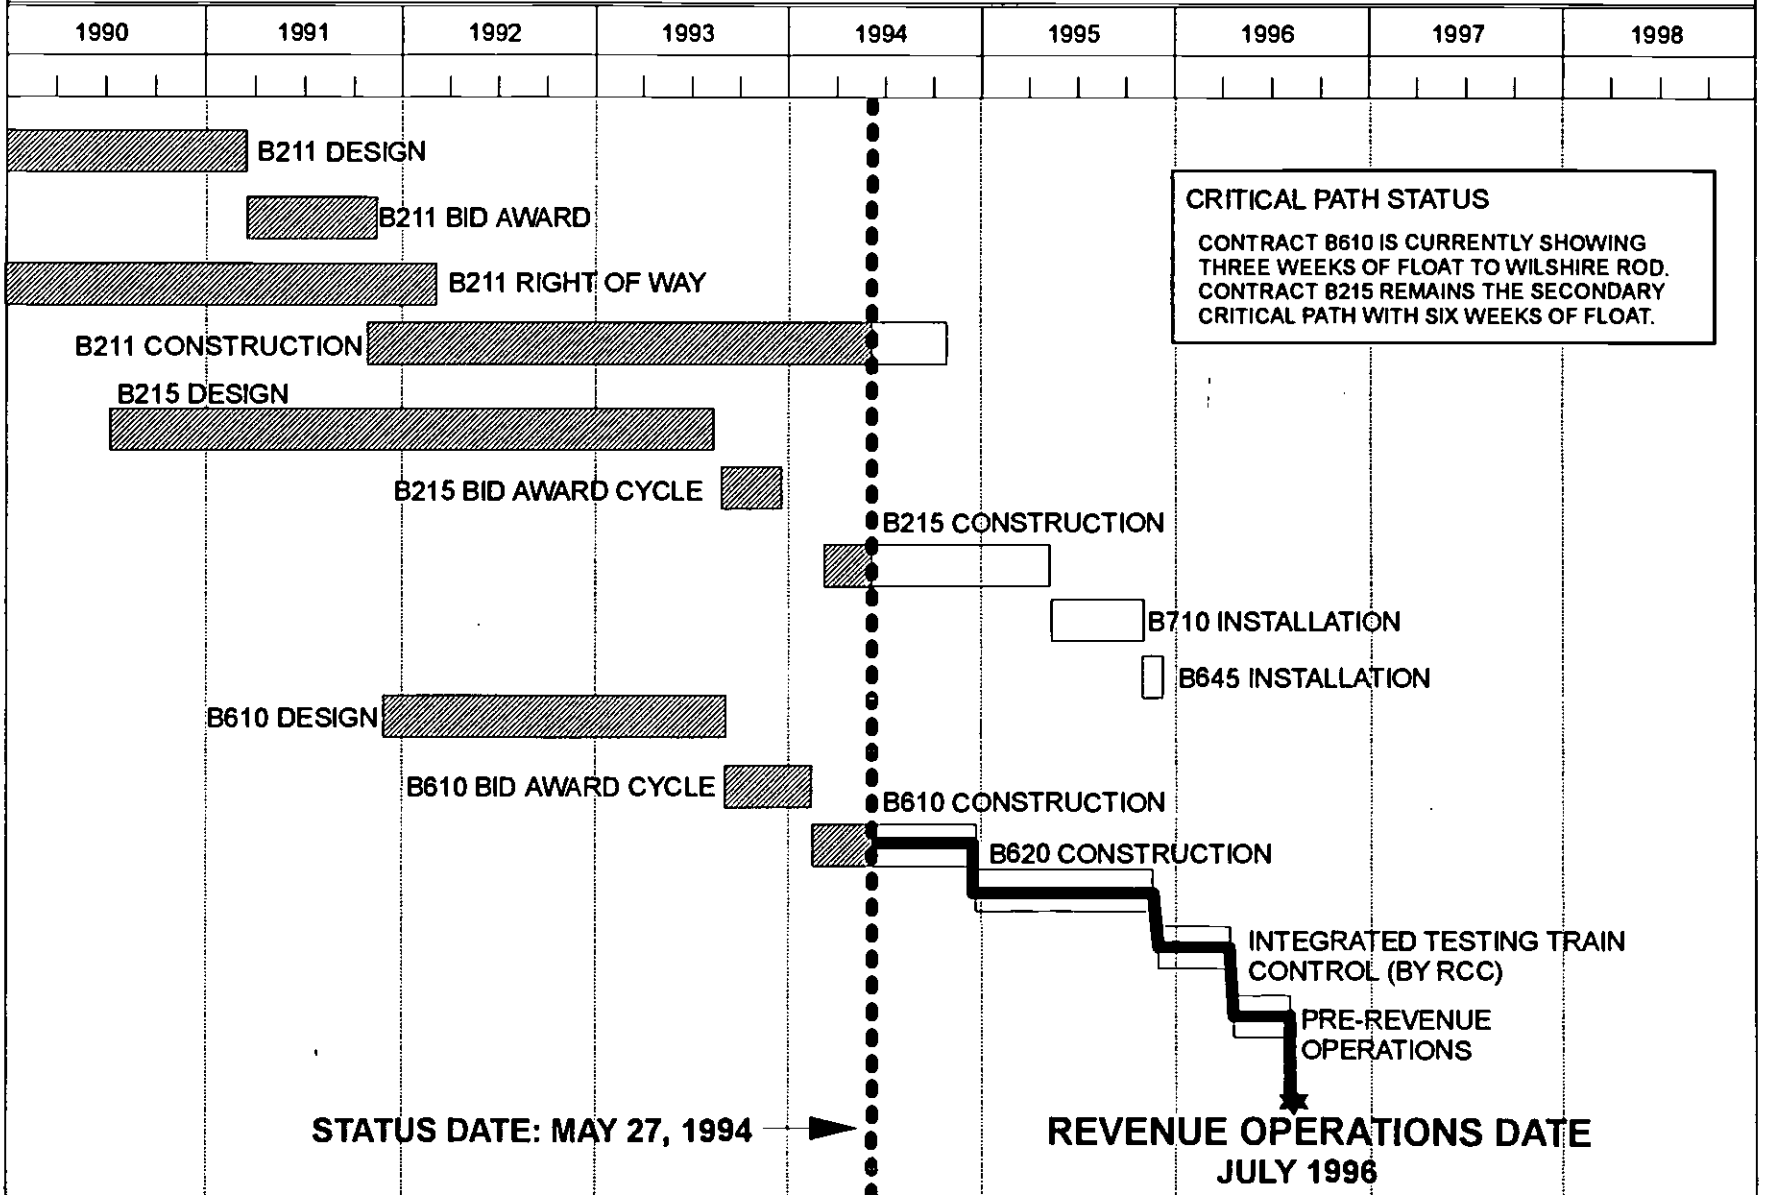 1990 1991 1992 1993 1994 1995 1996 1997 1998
B211 DESIGN
CRITICAL PATH STATUS
CONTRACT B610 IS CURRENTLY SHOWING
THREE WEEKS OF FLOAT TO WILSHIRE ROD.
CONTRACT B215 REMAINS THE SECONDARY
CRITICAL PATH WITH SIX WEEKS OF FLOAT.
B211 BID AWARD
B211 RIGHT OF WAY
B211 CONSTRUCTION
B215 DESIGN
B215 BID AWARD CYCLE
B215 CONSTRUCTION
B710 INSTALLATION
B645 INSTALLATION
B610 DESIGN
B610 BID AWARD CYCLE
B610 CONSTRUCTION
B620 CONSTRUCTION
INTEGRATED TESTING TRAIN
CONTROL (BY RCC)
PRE-REVENUE
OPERATIONS
STATUS DATE: MAY 27, 1994
REVENUE OPERATIONS DATE
JULY 1996